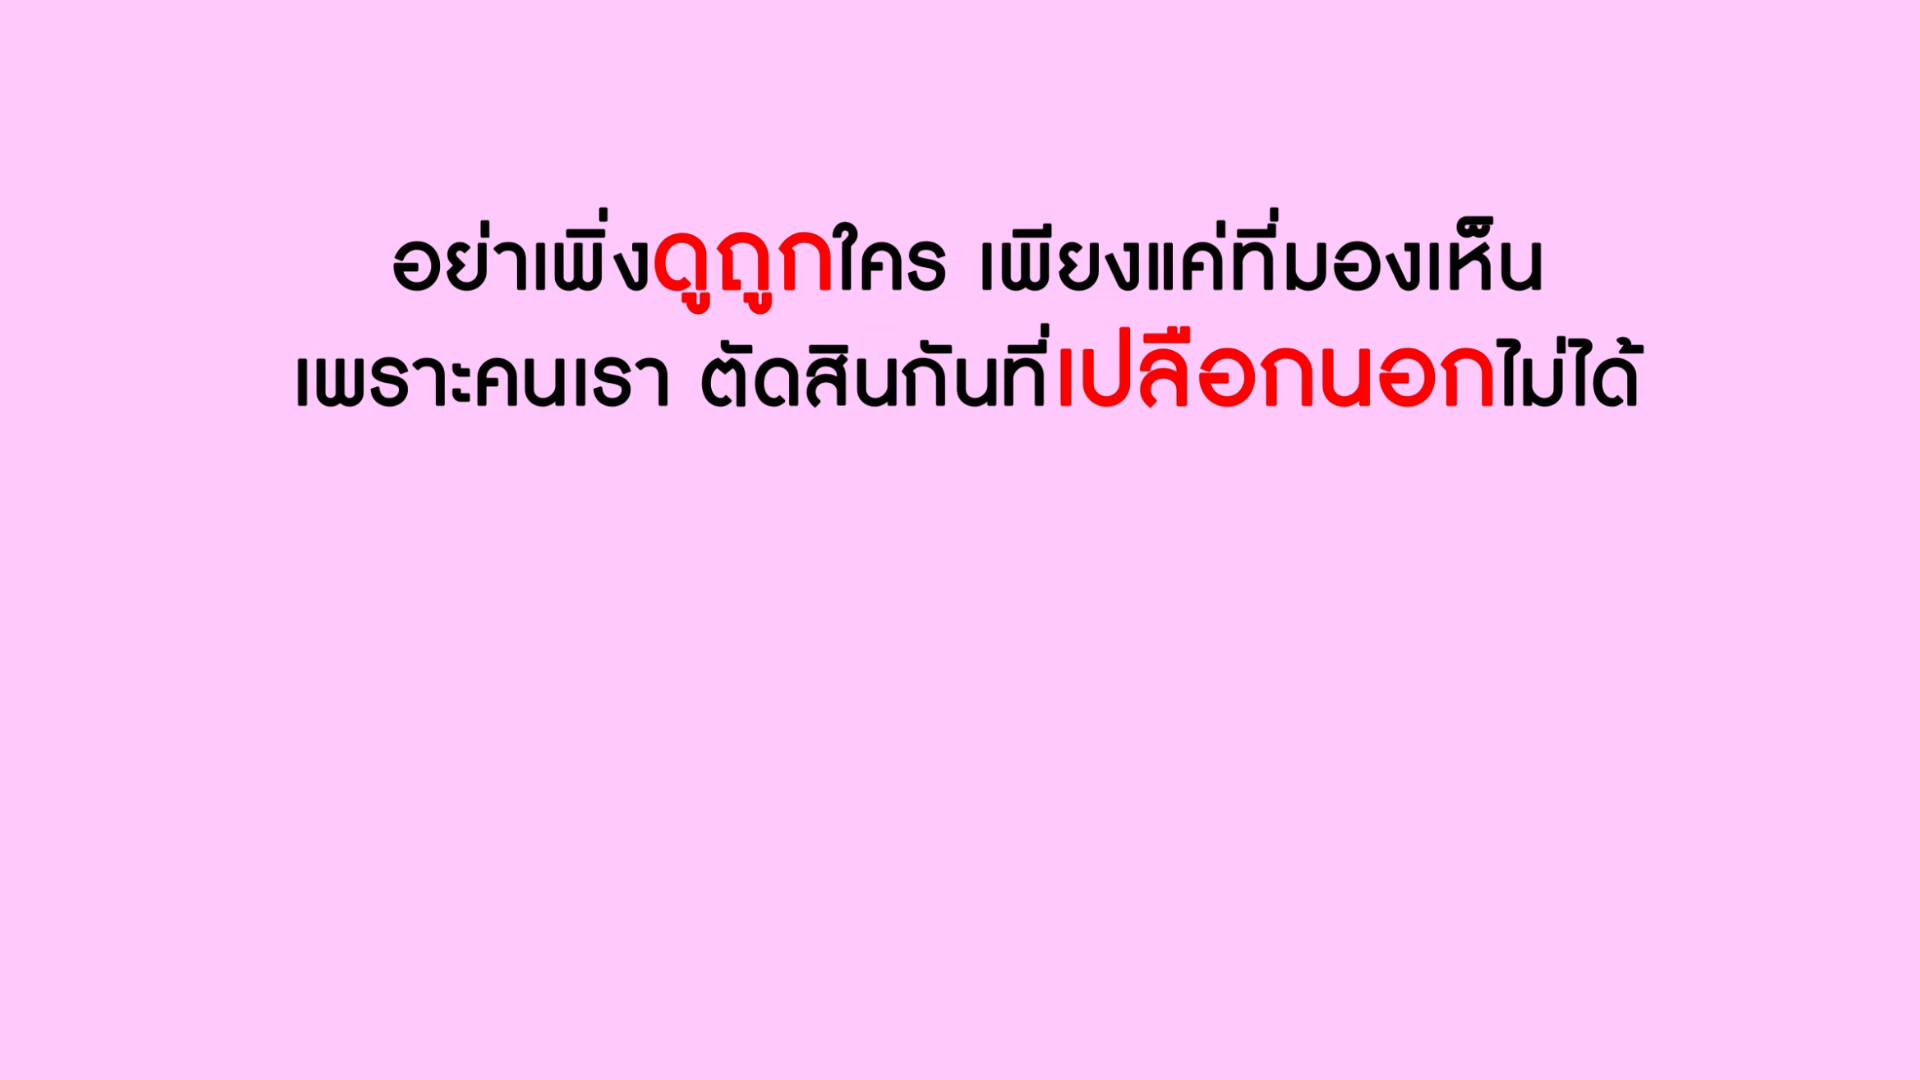 อย่าเพิ่งดูถูกใคร เพียงแค่ที่มองเห็น
เพราะคนเรา ตัดสินกันที่เปลือกนอกไม่ได้